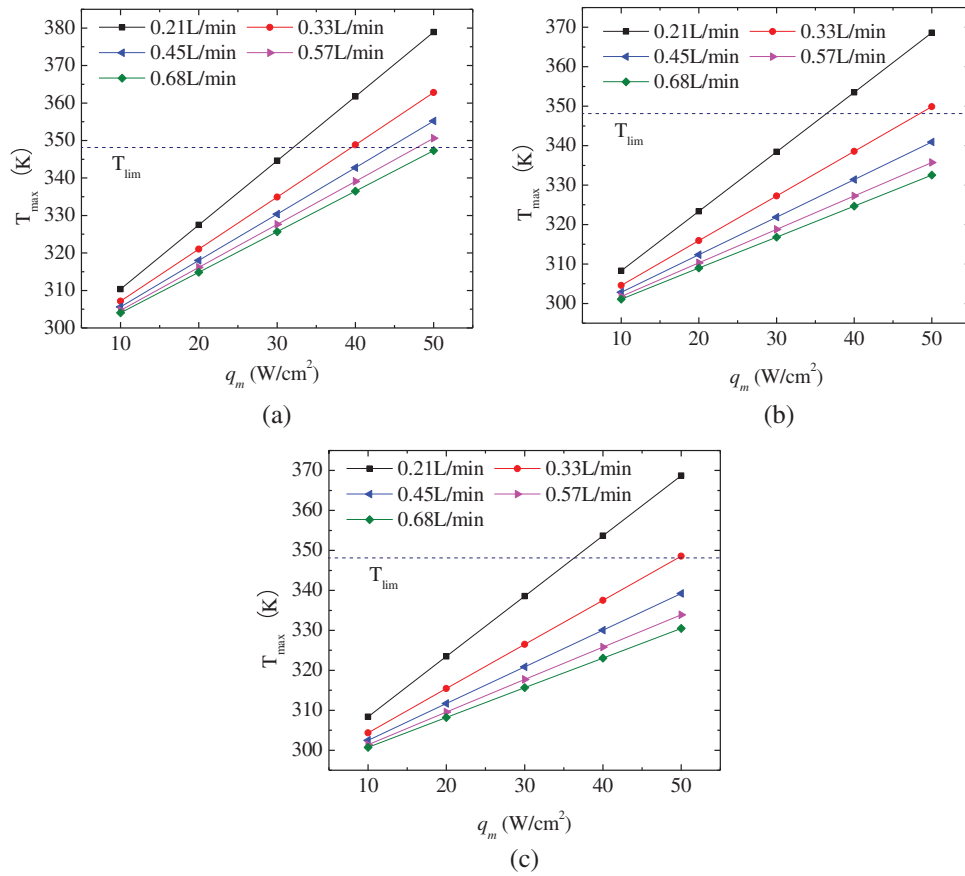 390
380
370
360
350
340
330
320
310
300
T_max (K)
0.21L/min 0.33L/min
0.45L/min 0.57L/min
0.68L/min
T_lim
10 20 30 40 50
q_m (W/cm²)
(a)
370
360
350
340
330
320
310
300
T_max (K)
0.21L/min 0.33L/min
0.45L/min 0.57L/min
0.68L/min
T_lim
10 20 30 40 50
q_m (W/cm²)
(b)
370
360
350
340
330
320
310
300
T_max (K)
0.21L/min 0.33L/min
0.45L/min 0.57L/min
0.68L/min
T_lim
10 20 30 40 50
q_m (W/cm²)
(c)